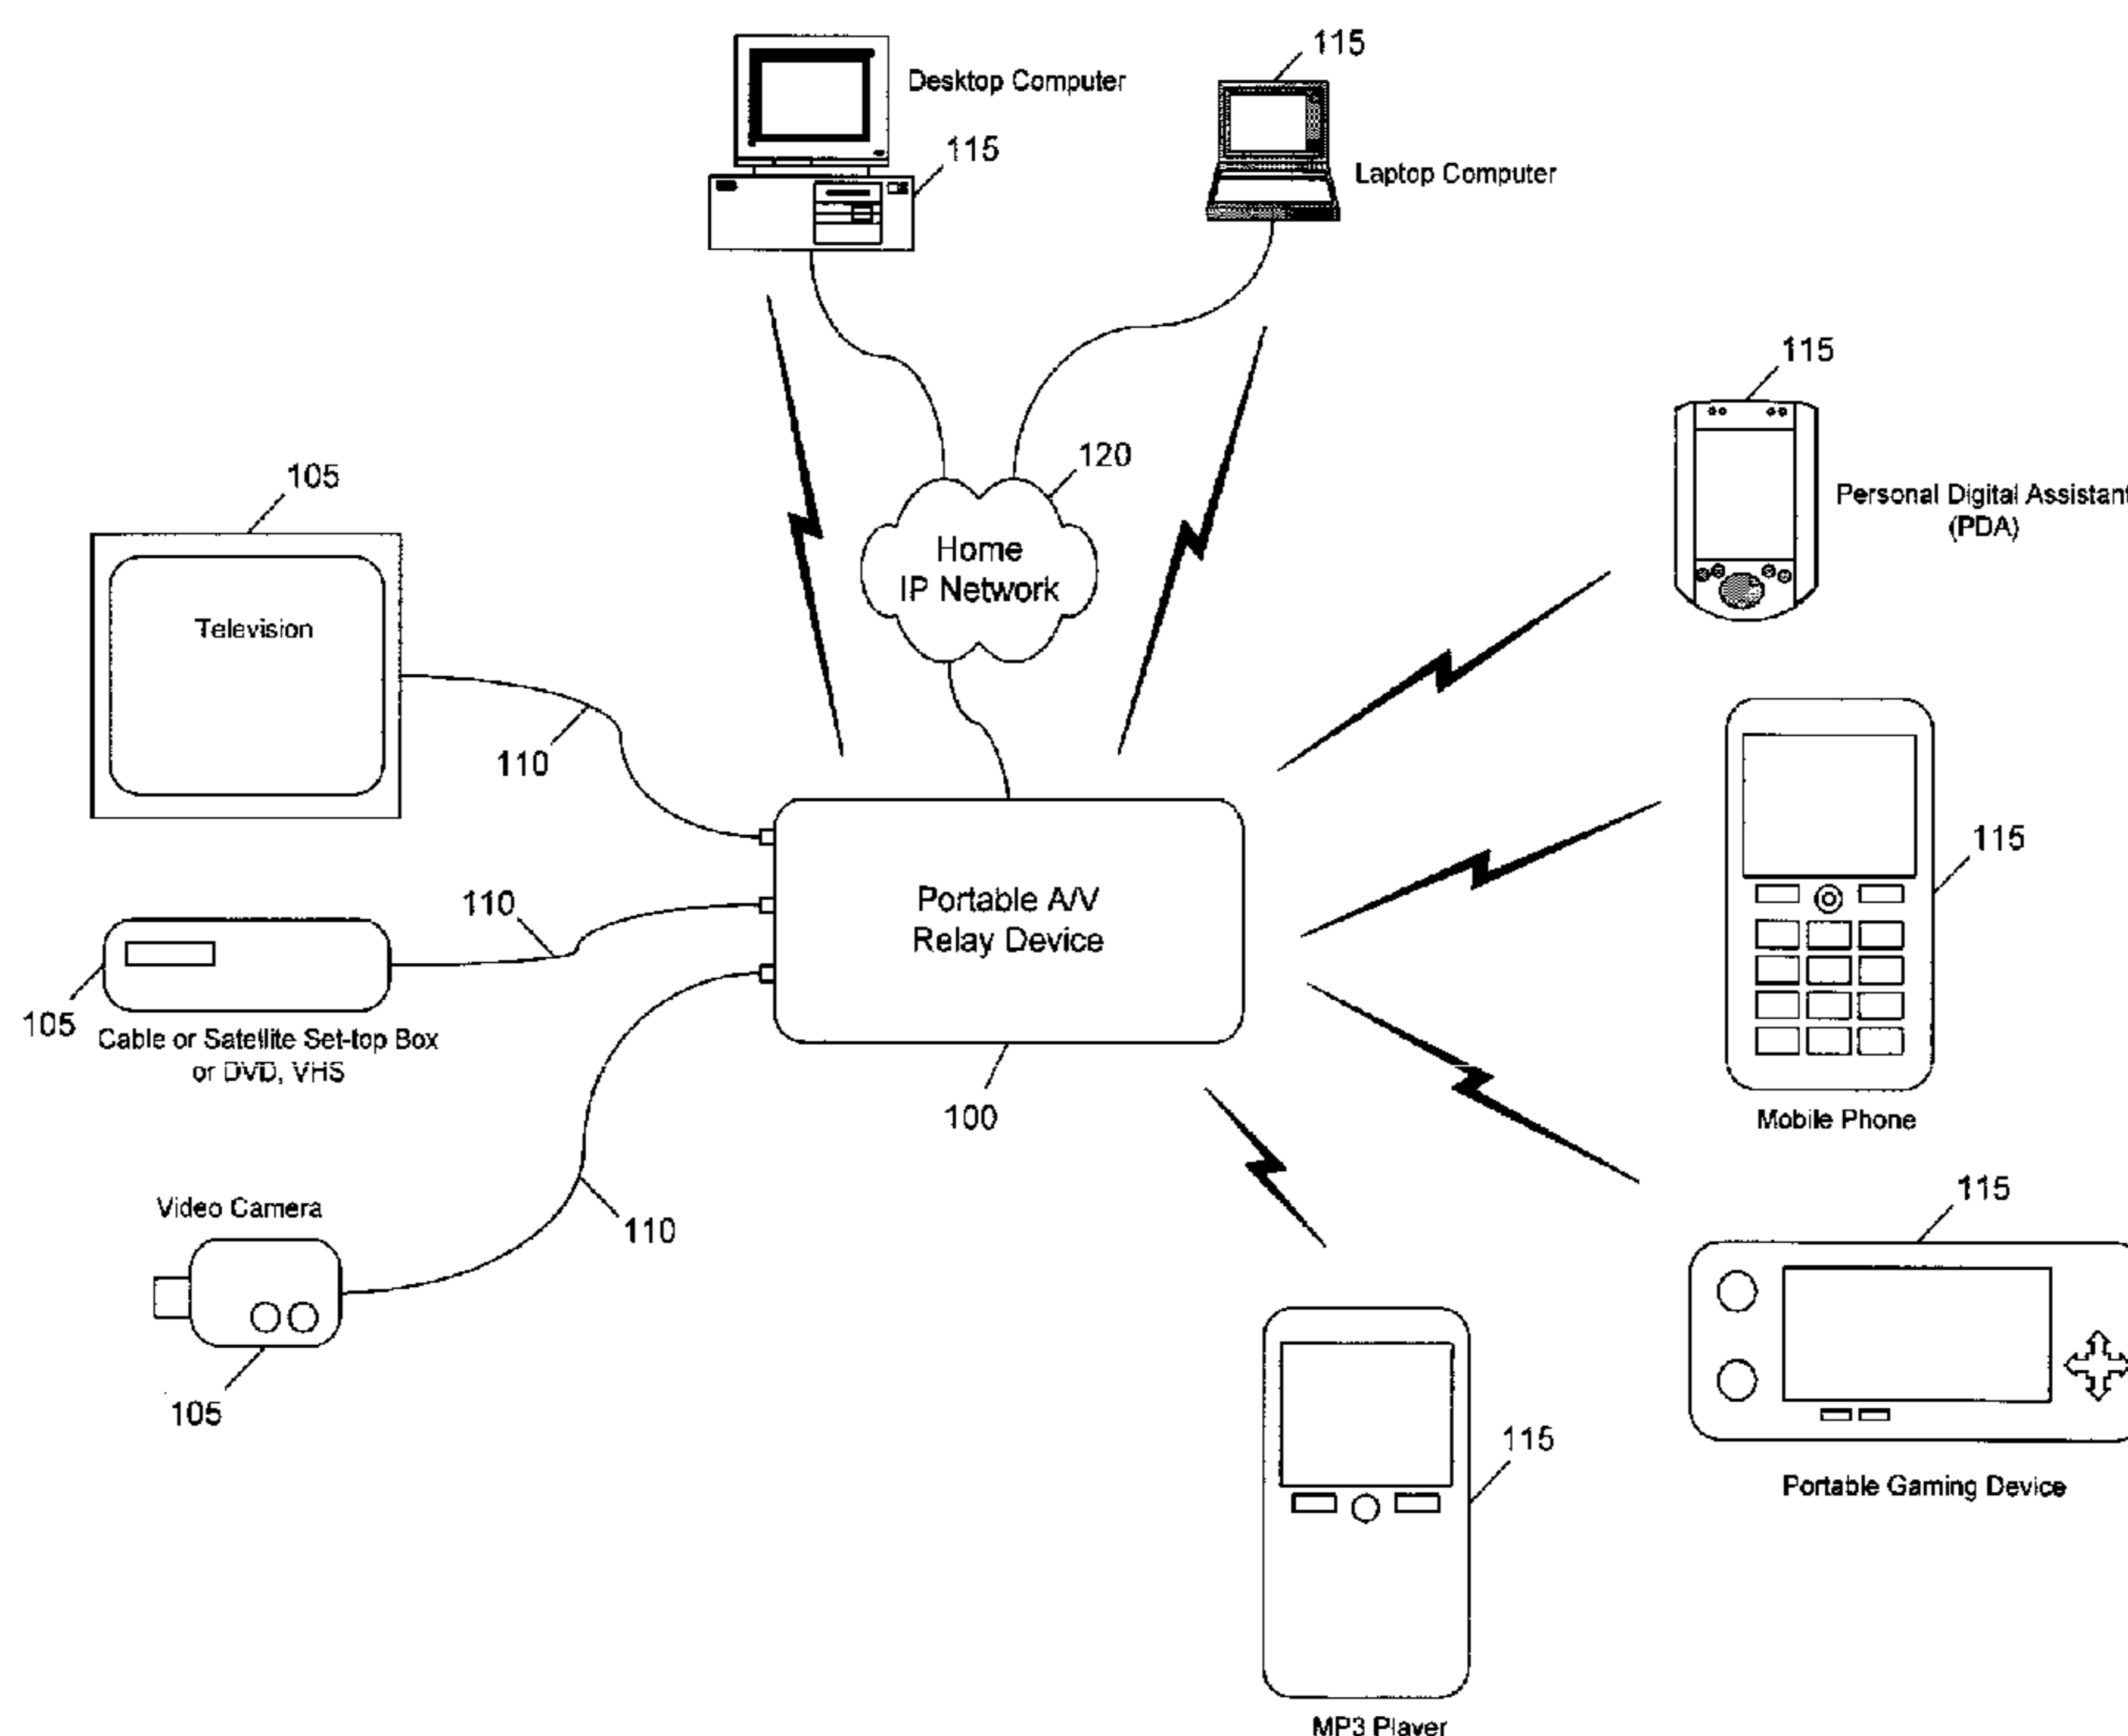 115
Desktop Computer
115
Laptop Computer
115
120
105
Home
IP Network
Personal Digital Assistant
(PDA)
Television
110
115
110
Portable A/V
Relay Device
105
Cable or Satellite Set-top Box
or DVD, VHS
100
Mobile Phone
Video Camera
110
115
105
115
Portable Gaming Device
MP3 Player